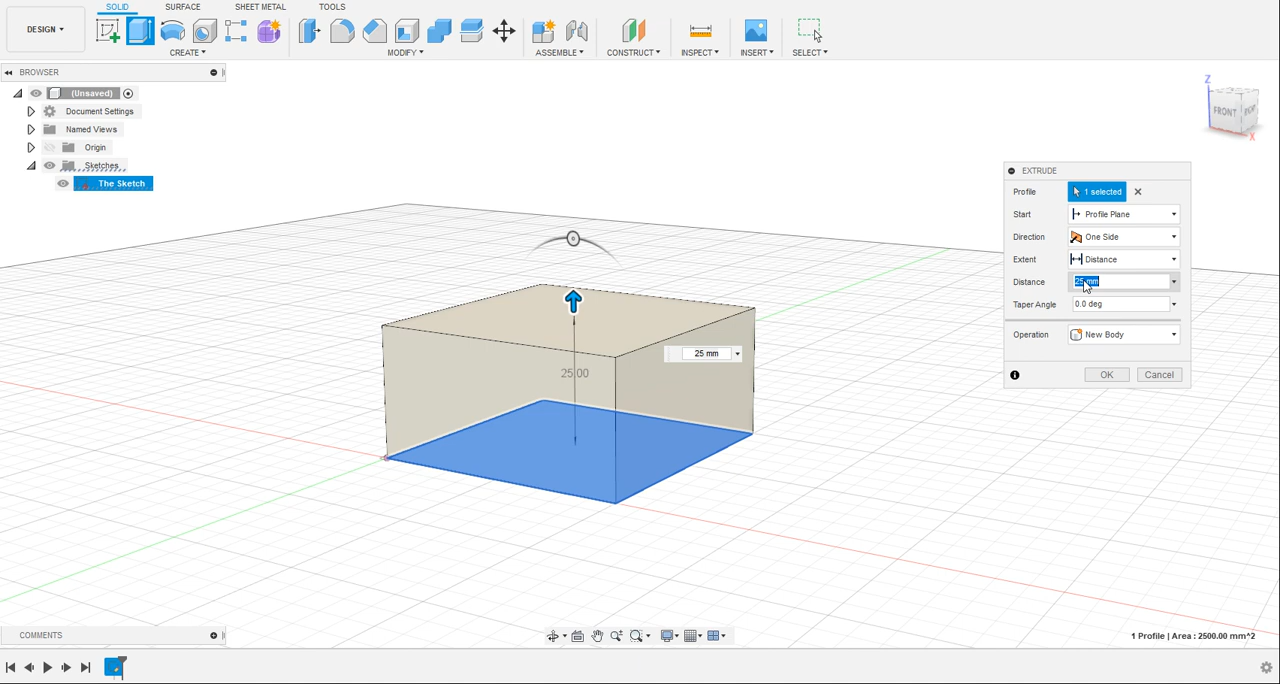 SOLID SURFACE SHEET METAL TOOLS
DESIGN
CREATE MODIFY ASSEMBLE CONSTRUCT INSPECT INSERT SELECT
BROWSER
(Unsaved)
Document Settings
Named Views
Origin
Sketches
The Sketch
Z
FRONT RIGHT
X
EXTRUDE
Profile 1 selected
Start Profile Plane
Direction One Side
Extent Distance
Distance 25 mm
Taper Angle 0.0 deg
Operation New Body
OK Cancel
25 mm
25.00
COMMENTS
1 Profile | Area : 2500.00 mm^2